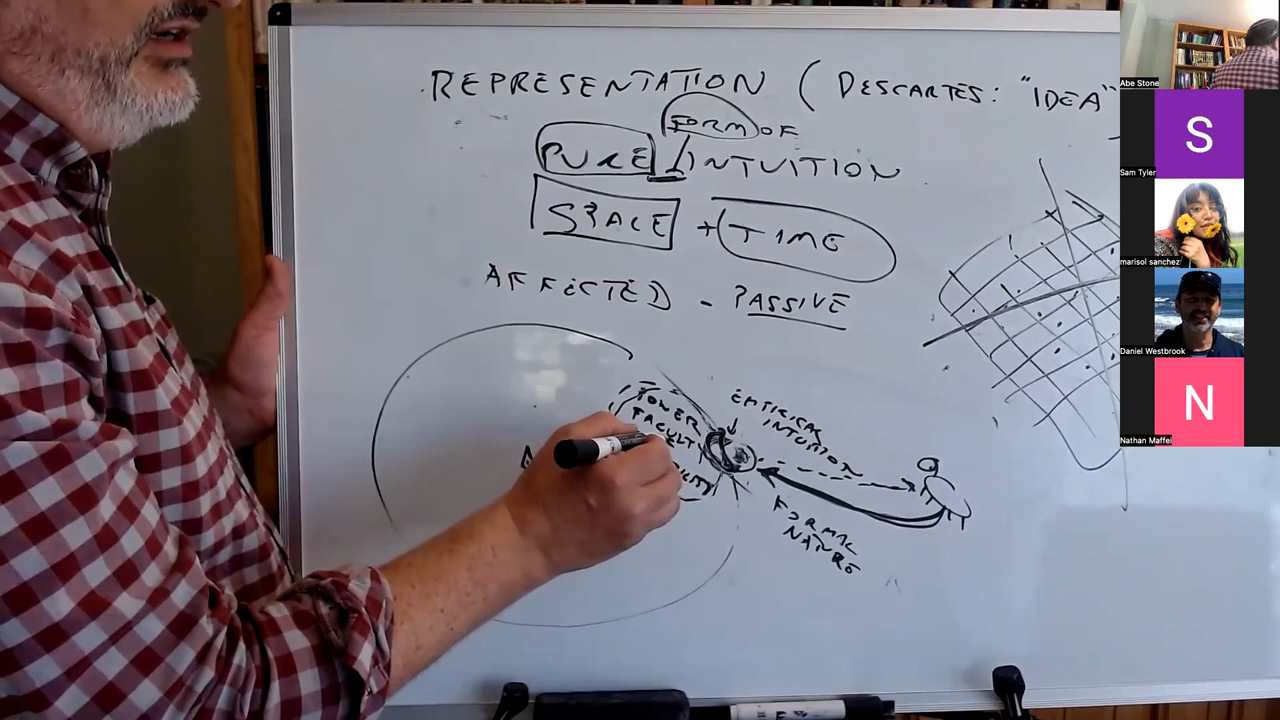 REPRESENTATION (DESCARTES: "IDEA"
FORM OF
PURE INTUITION
SPACE + TIME
AFFECTED - PASSIVE
EMPIRICAL
INTUITION
FACULTY
FORMAL
NATURE
Abe Stone
S
Sam Tyler
marisol sanchez
Daniel Westbrook
N
Nathan Maffei